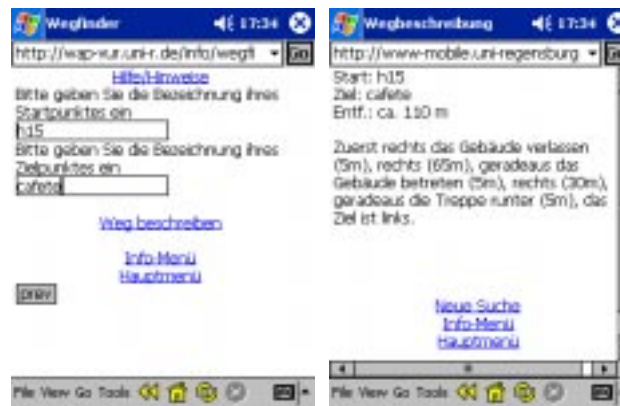 Wegfinder 17:34
http://wap-vur.uni-r.de/info/wegfi Go
Hilfe/Hinweise
Bitte geben Sie die Bezeichnung ihres
Startpunktes ein
h15
Bitte geben Sie die Bezeichnung ihres
Zielpunktes ein
cafete
Weg beschreiben
Info-Menü
Hauptmenü
prev
File View Go Tools
Wegbeschreibung 17:34
http://www-mobile.uni-regensburg Go
Start: h15
Ziel: cafete
Entf.: ca. 110 m
Zuerst rechts das Gebäude verlassen
(5m), rechts (65m), geradeaus das
Gebäude betreten (5m), rechts (30m),
geradeaus die Treppe runter (5m), das
Ziel ist links.
Neue Suche
Info-Menü
Hauptmenü
File View Go Tools